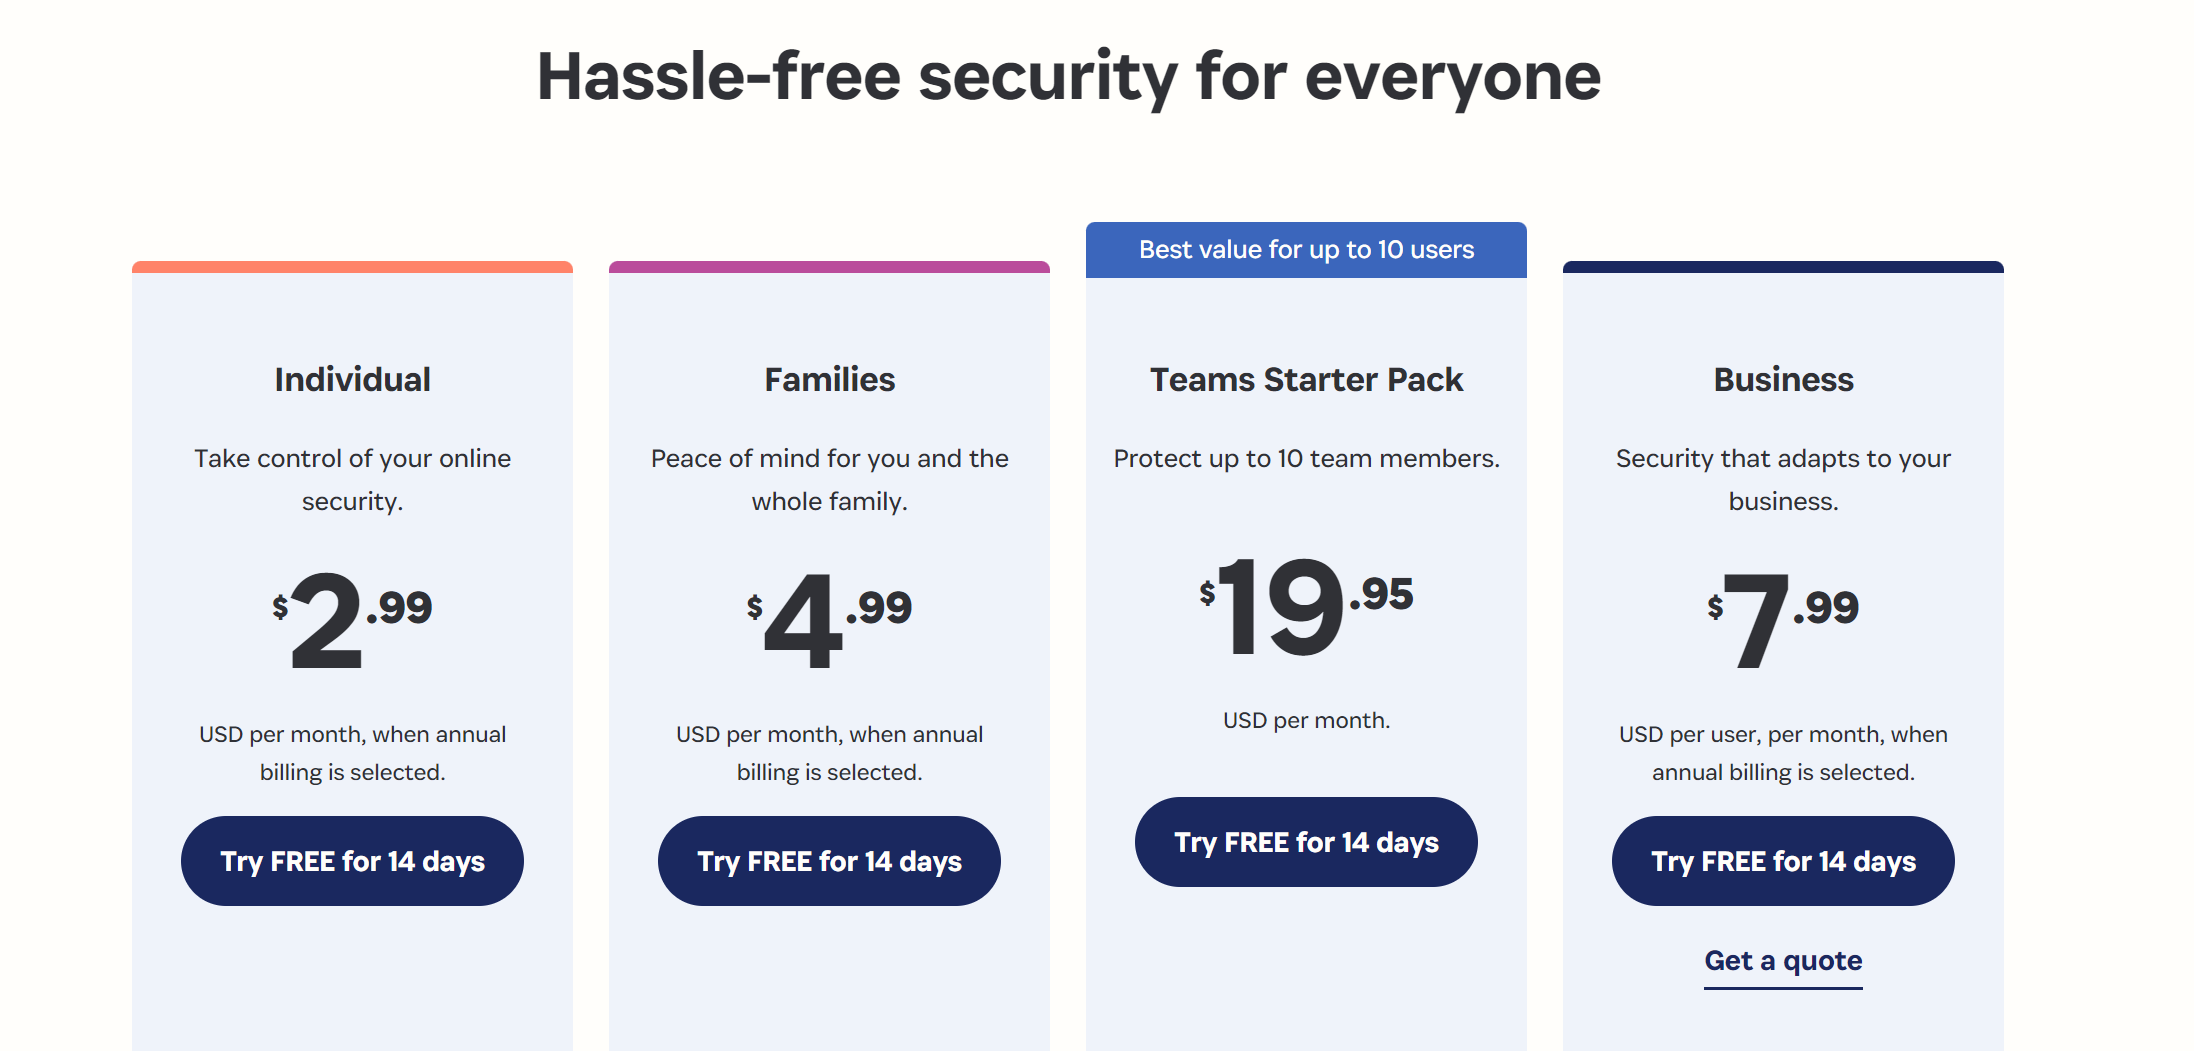 Hassle-free security for everyone
Individual
Take control of your online
security.
$2.99
USD per month, when annual
billing is selected.
Try FREE for 14 days
Families
Peace of mind for you and the
whole family.
$4.99
USD per month, when annual
billing is selected.
Try FREE for 14 days
Best value for up to 10 users
Teams Starter Pack
Protect up to 10 team members.
$19.95
USD per month.
Try FREE for 14 days
Business
Security that adapts to your
business.
$7.99
USD per user, per month, when
annual billing is selected.
Try FREE for 14 days
Get a quote